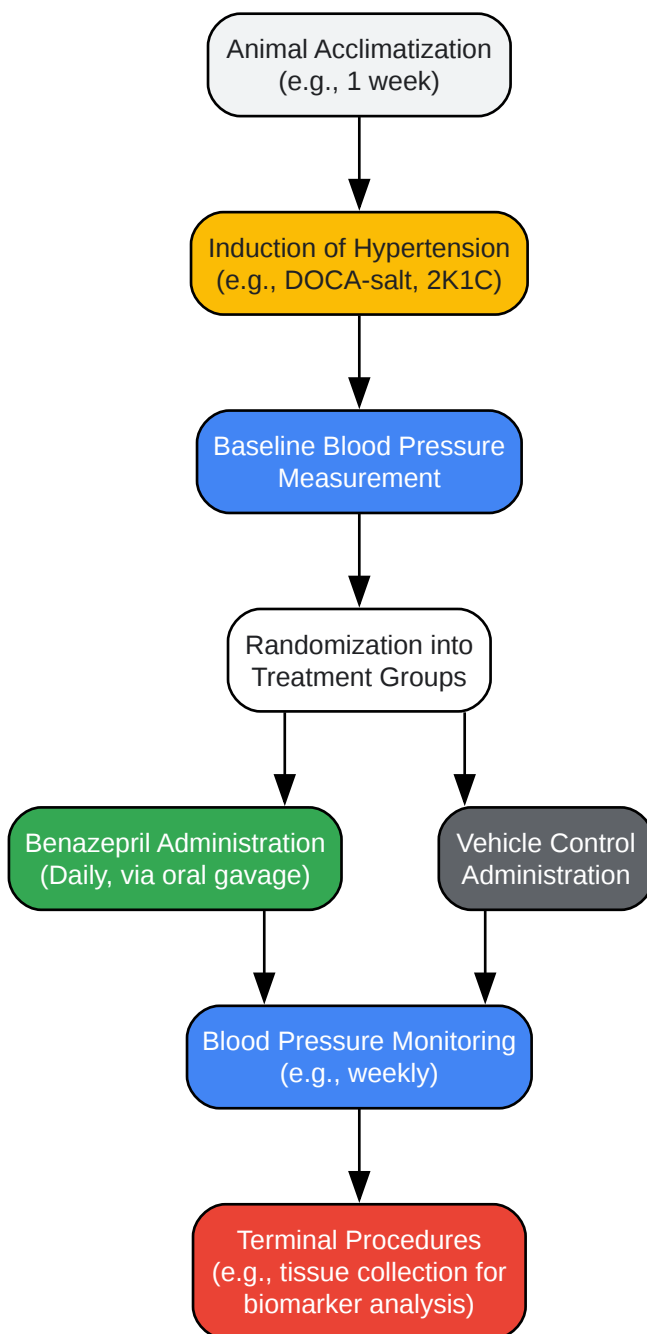 Animal Acclimatization
(e.g., 1 week)
Induction of Hypertension
(e.g., DOCA-salt, 2K1C)
Baseline Blood Pressure
Measurement
Randomization into
Treatment Groups
Benazepril Administration
(Daily, via oral gavage)
Vehicle Control
Administration
Blood Pressure Monitoring
(e.g., weekly)
Terminal Procedures
(e.g., tissue collection for
biomarker analysis)